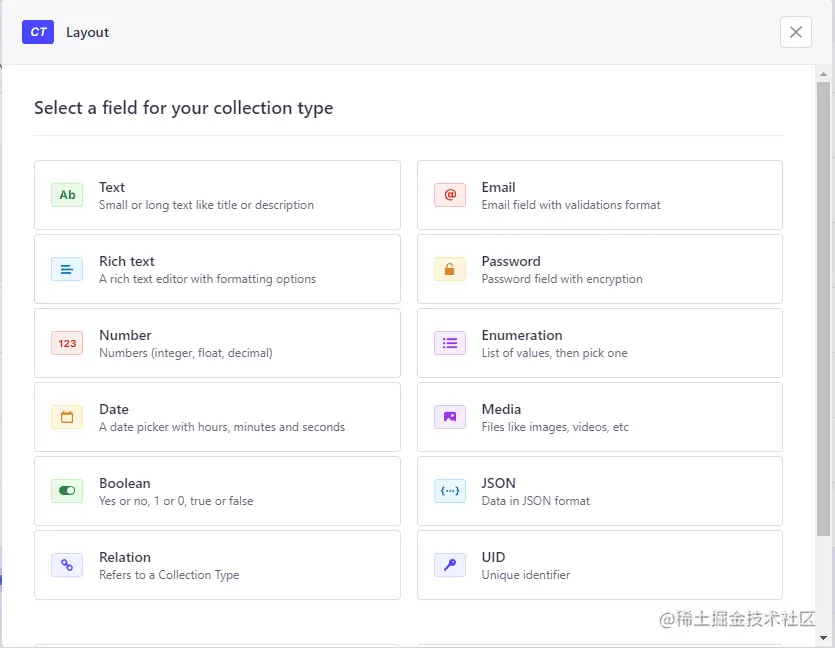 CT Layout
Select a field for your collection type
Ab Text
Small or long text like title or description
@ Email
Email field with validations format
Rich text
A rich text editor with formatting options
Password
Password field with encryption
123 Number
Numbers (integer, float, decimal)
Enumeration
List of values, then pick one
Date
A date picker with hours, minutes and seconds
Media
Files like images, videos, etc
Boolean
Yes or no, 1 or 0, true or false
{···} JSON
Data in JSON format
Relation
Refers to a Collection Type
UID
Unique identifier
@稀土掘金技术社区